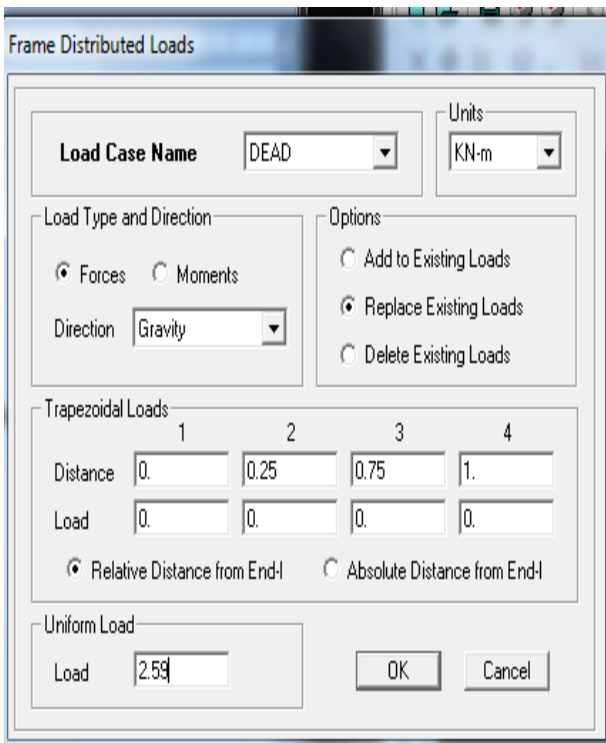 Frame Distributed Loads
Units
Load Case Name DEAD KN-m
Load Type and Direction
Options
Forces Moments
Add to Existing Loads
Direction Gravity
Replace Existing Loads
Delete Existing Loads
Trapezoidal Loads
1 2 3 4
Distance 0. 0.25 0.75 1.
Load 0. 0. 0. 0.
Relative Distance from End-I Absolute Distance from End-I
Uniform Load
Load 2.59
OK Cancel